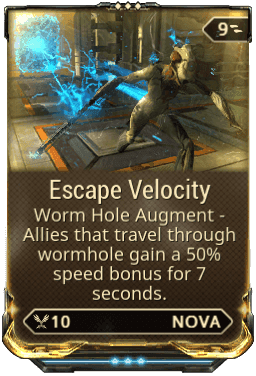 9
Escape Velocity
Worm Hole Augment -
Allies that travel through
wormhole gain a 50%
speed bonus for 7
seconds.
10 NOVA